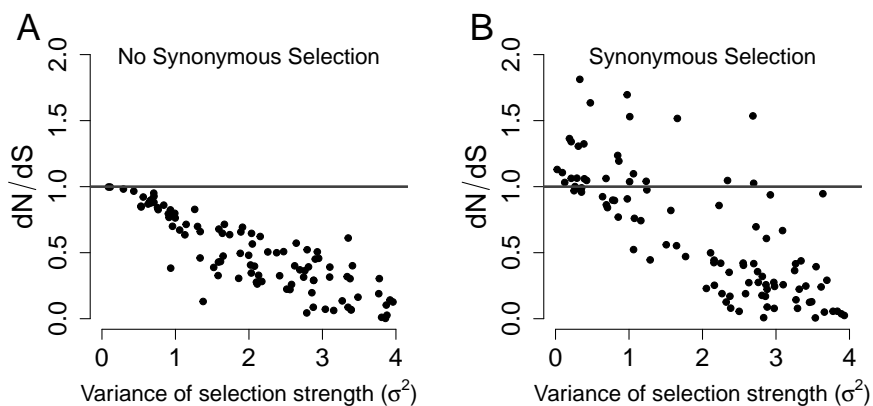 A
No Synonymous Selection
dN/dS
2.0
1.5
1.0
0.5
0.0
0 1 2 3 4
Variance of selection strength (σ²)
B
Synonymous Selection
dN/dS
2.0
1.5
1.0
0.5
0.0
0 1 2 3 4
Variance of selection strength (σ²)